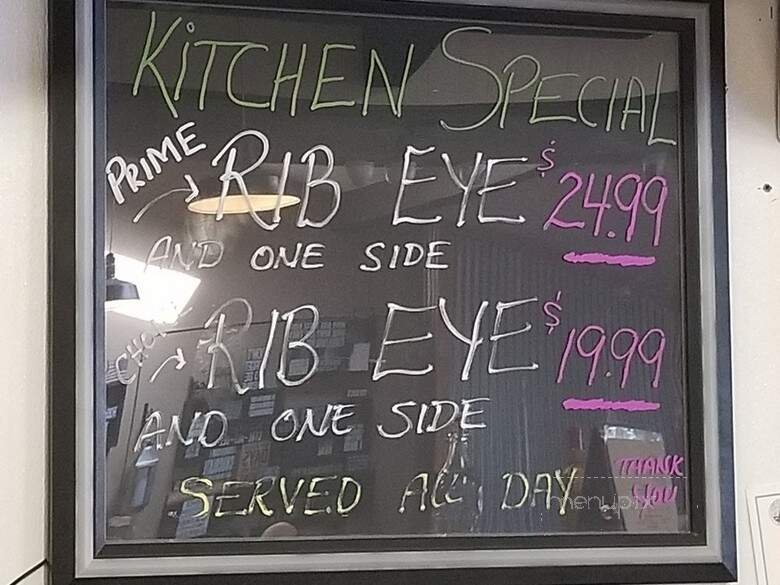 KITCHEN SPECIAL
PRIME RIB EYE $24.99
AND ONE SIDE
RIB EYE $19.99
AND ONE SIDE
SERVED ALL DAY
THANK YOU
menupix